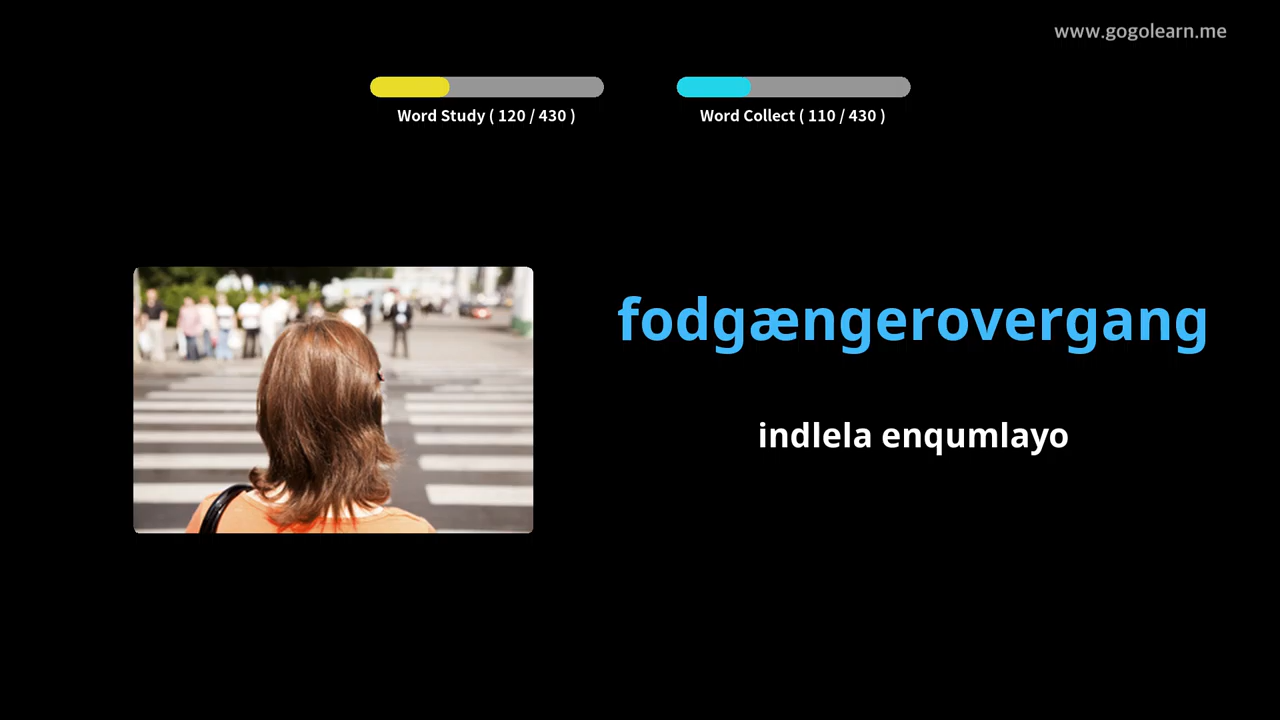 www.gogolearn.me
Word Study ( 120 / 430 )
Word Collect ( 110 / 430 )
fodgængerovergang
indlela enqumlayo